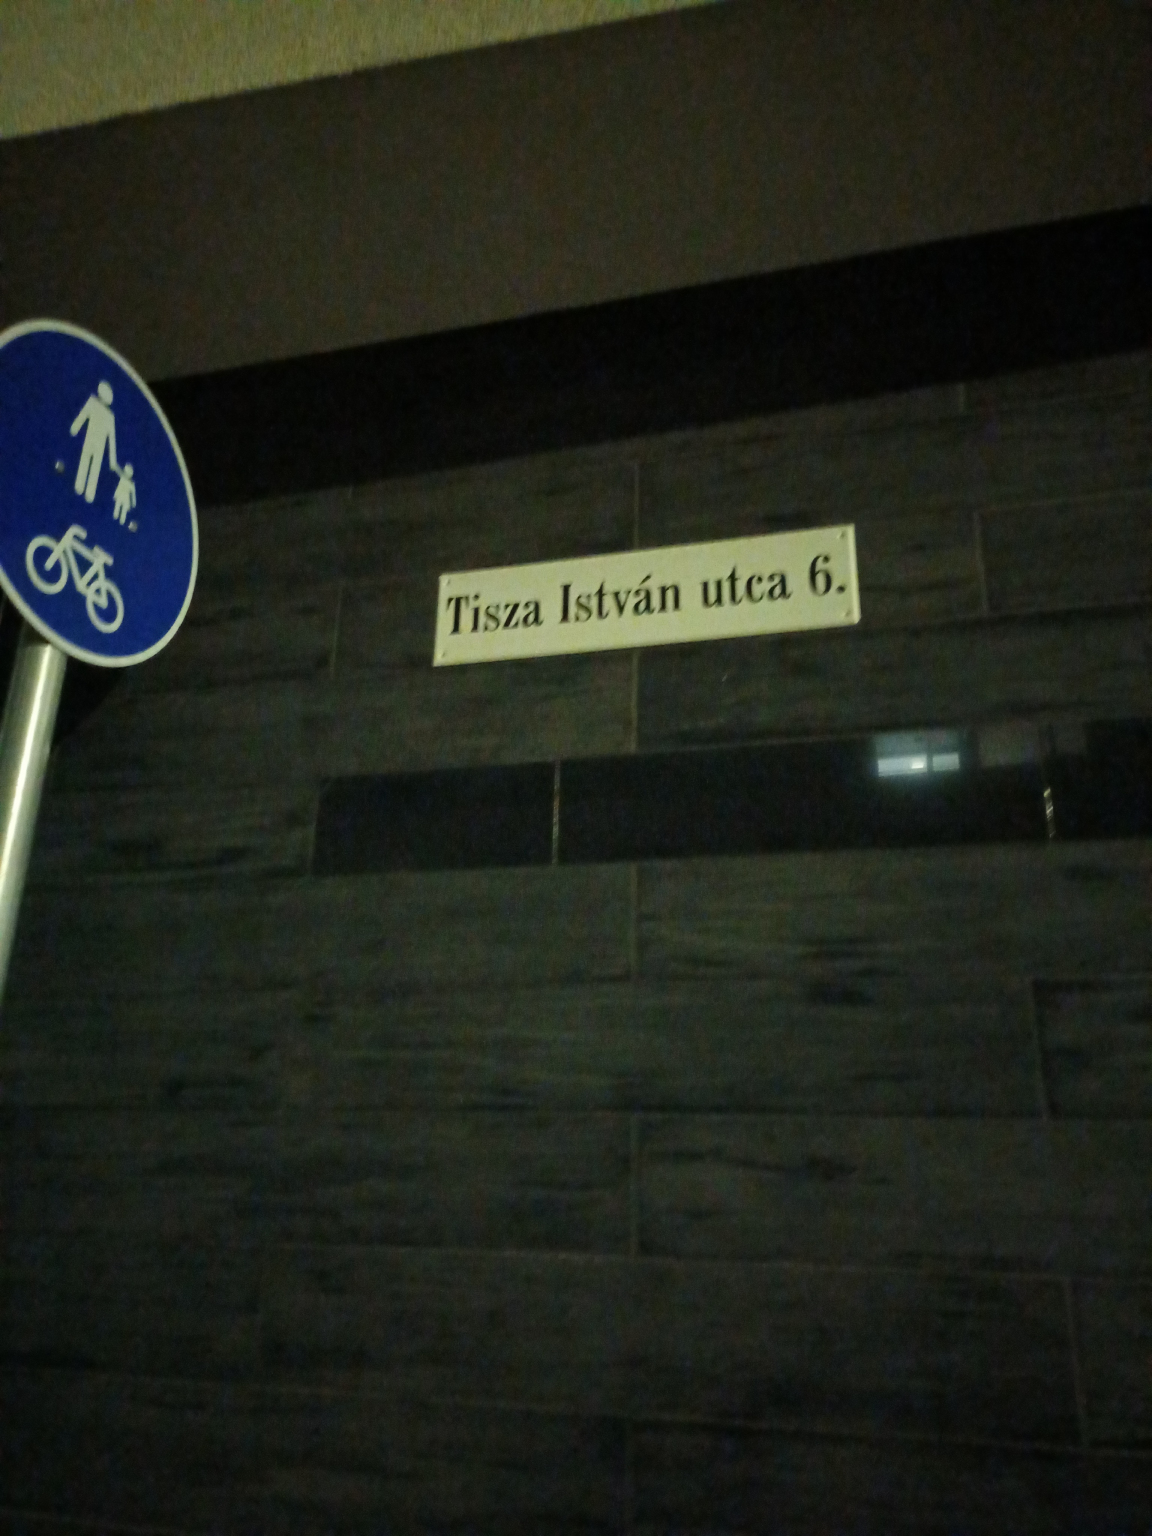 Tisza István utca 6.